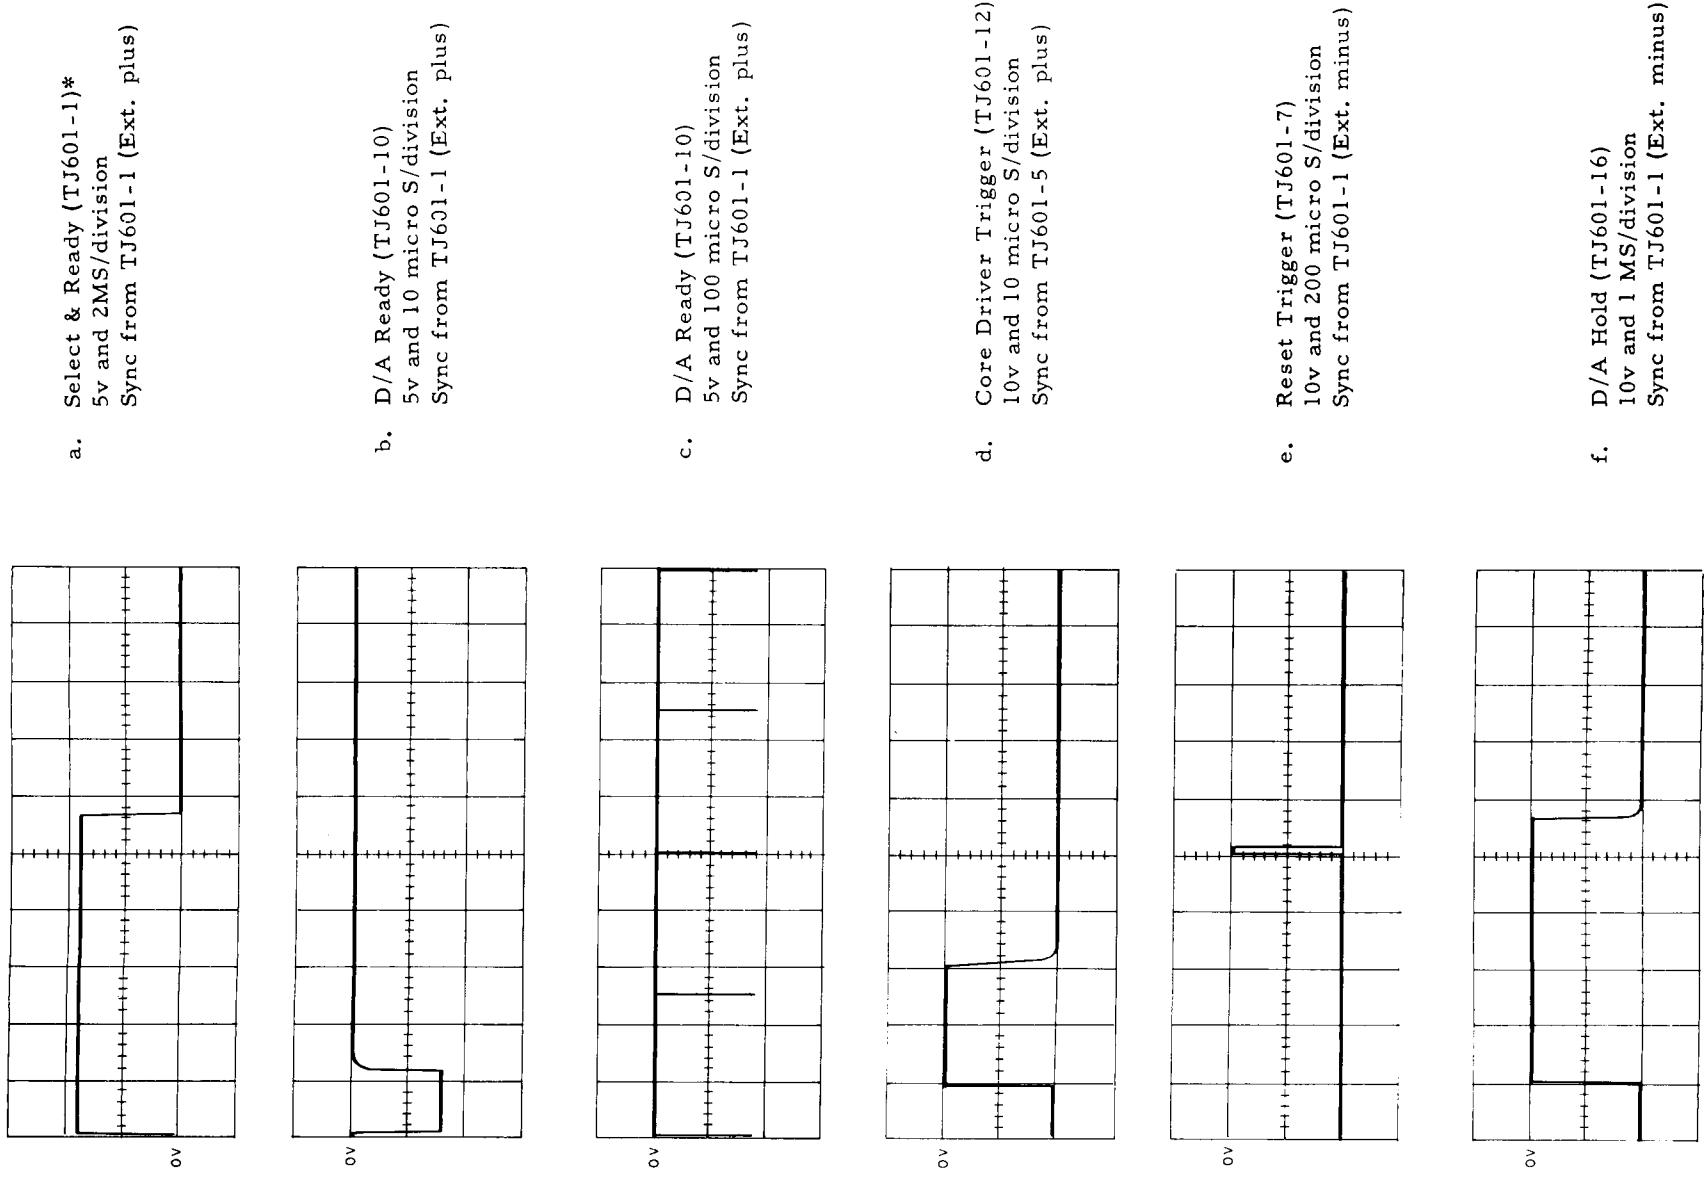 a. Select & Ready (TJ601-1)*
5v and 2MS/division
Sync from TJ601-1 (Ext. plus)
b. D/A Ready (TJ601-10)
5v and 10 micro S/division
Sync from TJ601-1 (Ext. plus)
c. D/A Ready (TJ601-10)
5v and 100 micro S/division
Sync from TJ601-1 (Ext. plus)
d. Core Driver Trigger (TJ601-12)
10v and 10 micro S/division
Sync from TJ601-5 (Ext. plus)
e. Reset Trigger (TJ601-7)
10v and 200 micro S/division
Sync from TJ601-1 (Ext. minus)
f. D/A Hold (TJ601-16)
10v and 1 MS/division
Sync from TJ601-1 (Ext. minus)
0V
0V
0V
0V
0V
0V